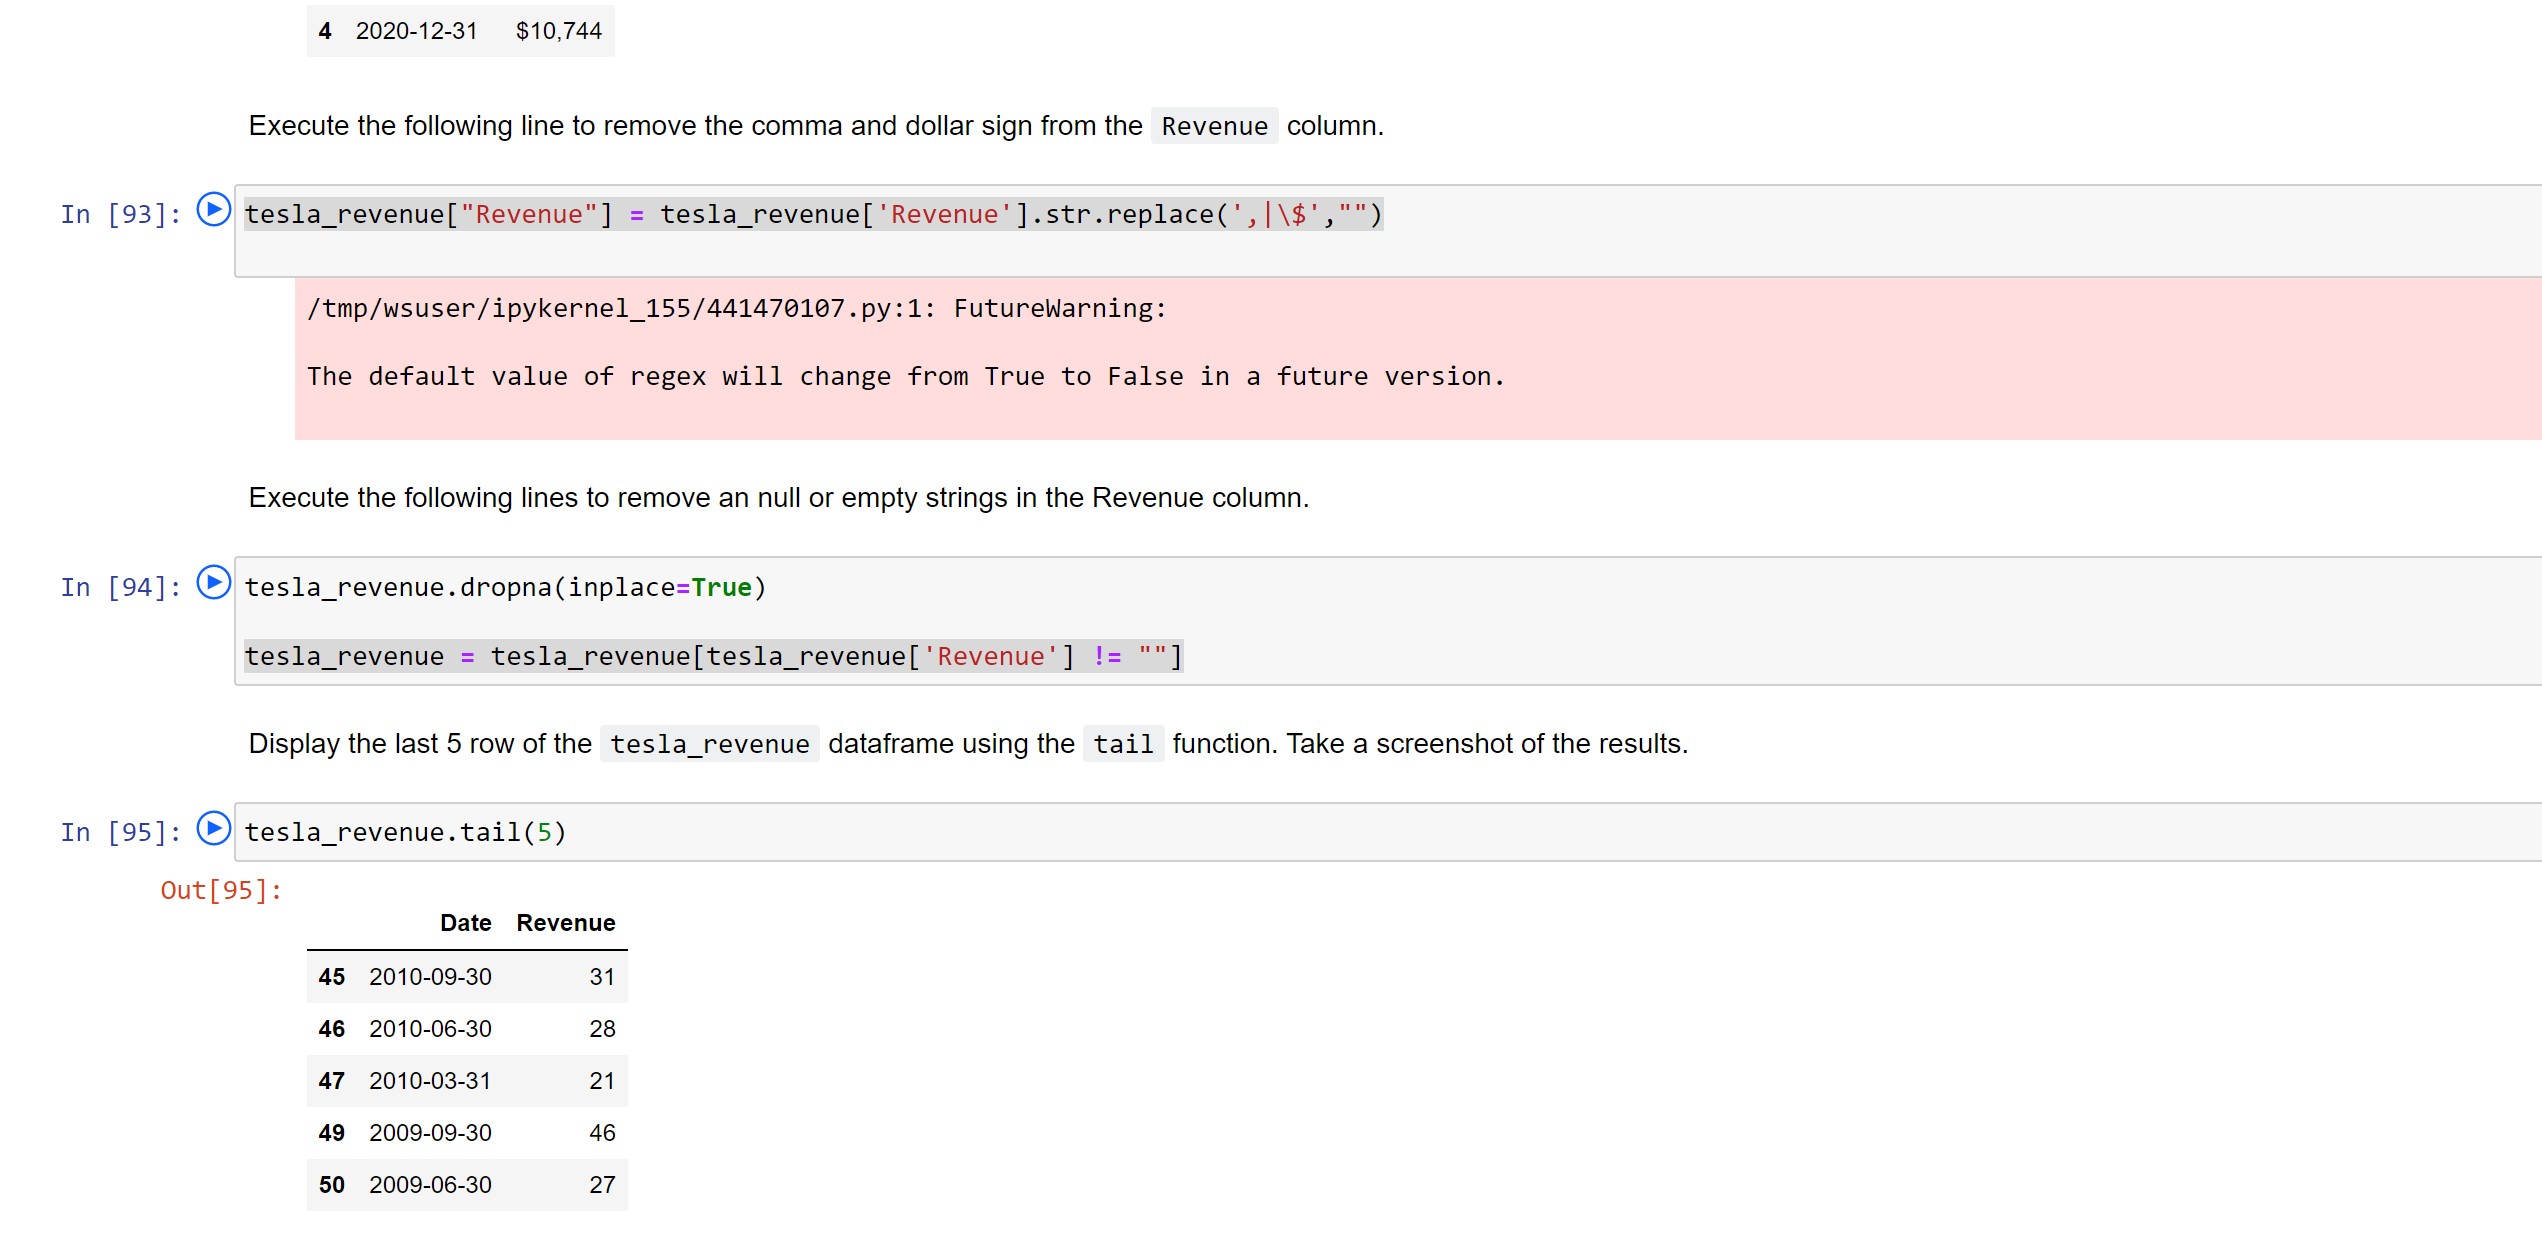 4 2020-12-31 $10,744
Execute the following line to remove the comma and dollar sign from the Revenue column.
In [93]: tesla_revenue["Revenue"] = tesla_revenue['Revenue'].str.replace(',|\$',"")
/tmp/wsuser/ipykernel_155/441470107.py:1: FutureWarning:
The default value of regex will change from True to False in a future version.
Execute the following lines to remove an null or empty strings in the Revenue column.
In [94]: tesla_revenue.dropna(inplace=True)
tesla_revenue = tesla_revenue[tesla_revenue['Revenue'] != ""]
Display the last 5 row of the tesla_revenue dataframe using the tail function. Take a screenshot of the results.
In [95]: tesla_revenue.tail(5)
Out[95]:
Date Revenue
45 2010-09-30 31
46 2010-06-30 28
47 2010-03-31 21
49 2009-09-30 46
50 2009-06-30 27